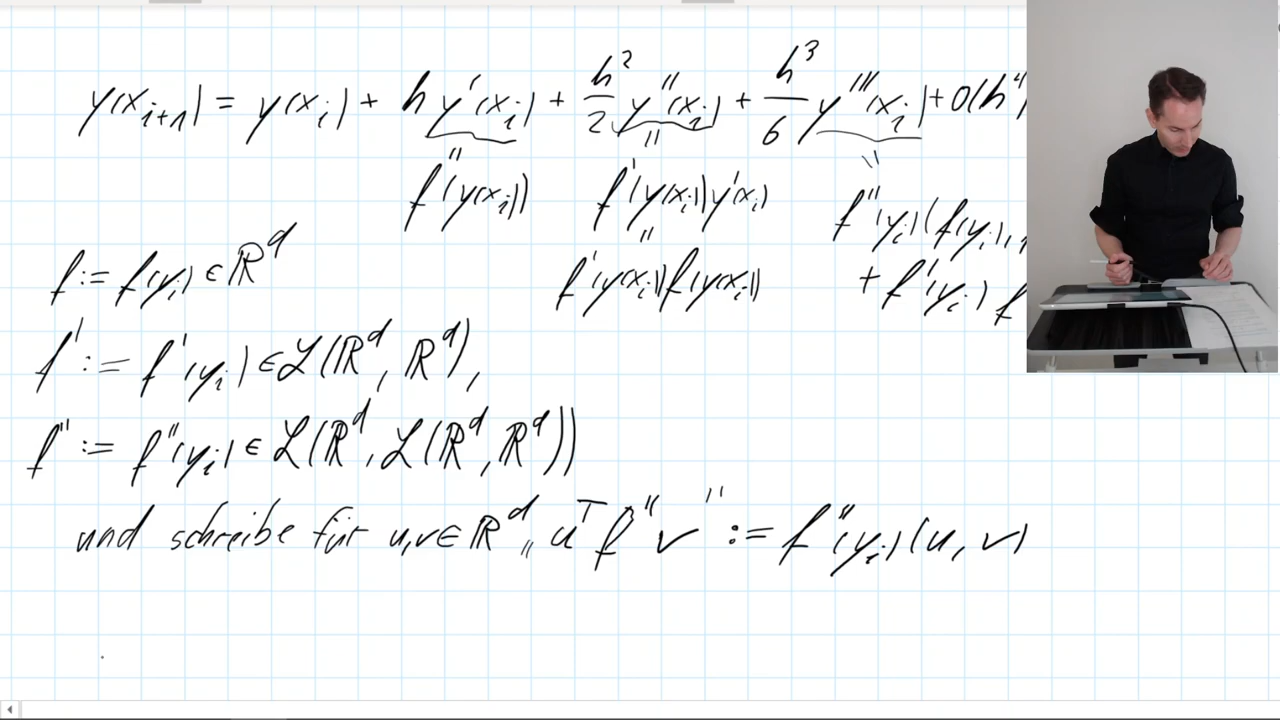 y(x_{i+1}) = y(x_i) + h y'(x_i) + h²/2 y''(x_i) + h³/6 y'''(x_i) + O(h⁴)
" " "
f(y(x_i)) f'(y(x_i))y'(x_i) f''(y_i)(f(y_i),
"
f := f(y_i) ∈ ℝ^d f'(y(x_i))f(y(x_i)) + f'(y_i) f
f' := f'(y_i) ∈ ℒ(ℝ^d, ℝ^d),
f'' := f''(y_i) ∈ ℒ(ℝ^d, ℒ(ℝ^d, ℝ^d))
und schreibe für u,v ∈ ℝ^d „u^T f'' v" := f''(y_i)(u, v)